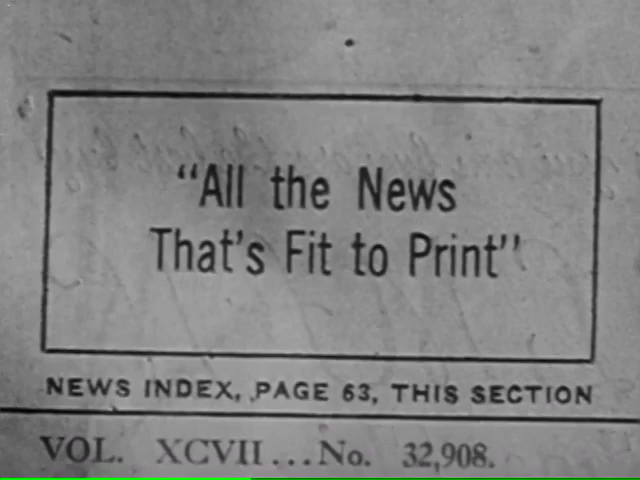 "All the News
That's Fit to Print"
NEWS INDEX, PAGE 63, THIS SECTION
VOL. XCVII...No. 32,908.